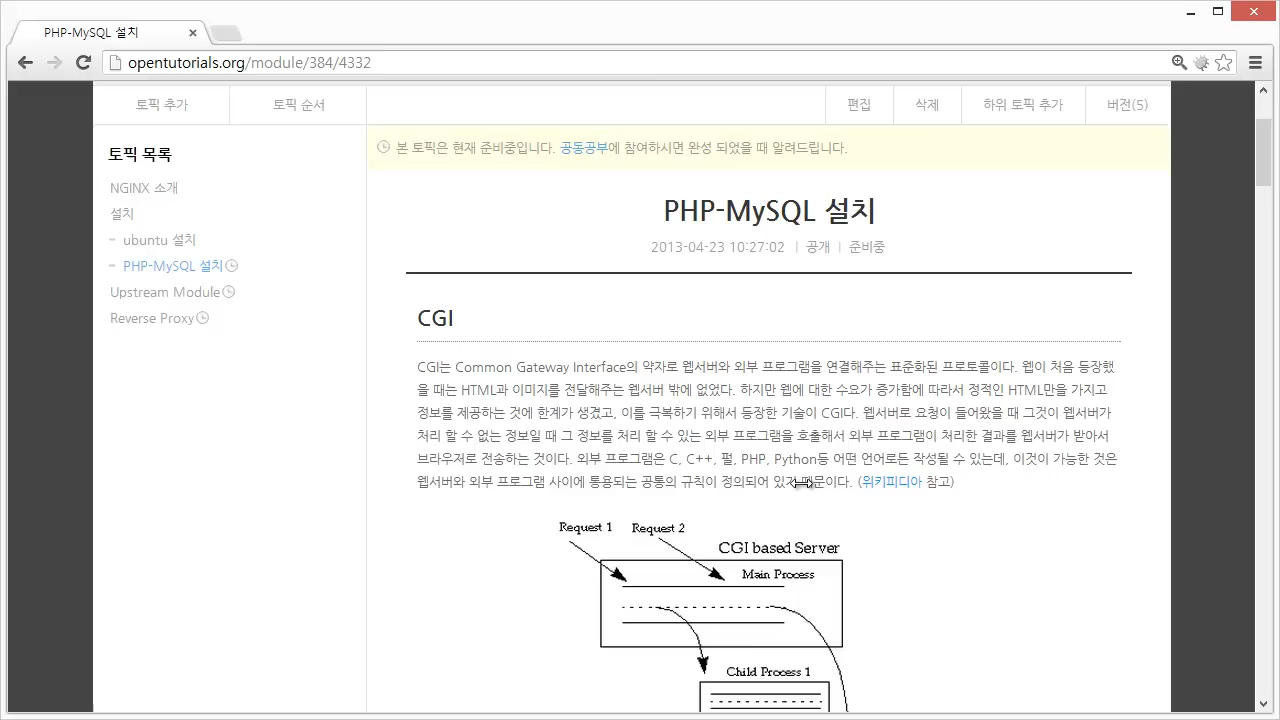 PHP-MySQL 설치
opentutorials.org/module/384/4332
토픽 추가
토픽 순서
편집
삭제
하위 토픽 추가
버전(5)
토픽 목록
NGINX 소개
설치
ubuntu 설치
PHP-MySQL 설치
Upstream Module
Reverse Proxy
본 토픽은 현재 준비중입니다. 공동공부에 참여하시면 완성 되었을 때 알려드립니다.
PHP-MySQL 설치
2013-04-23 10:27:02 | 공개 | 준비중
CGI
CGI는 Common Gateway Interface의 약자로 웹서버와 외부 프로그램을 연결해주는 표준화된 프로토콜이다. 웹이 처음 등장했
을 때는 HTML과 이미지를 전달해주는 웹서버 밖에 없었다. 하지만 웹에 대한 수요가 증가함에 따라서 정적인 HTML만을 가지고
정보를 제공하는 것에 한계가 생겼고, 이를 극복하기 위해서 등장한 기술이 CGI다. 웹서버로 요청이 들어왔을 때 그것이 웹서버가
처리 할 수 없는 정보일 때 그 정보를 처리 할 수 있는 외부 프로그램을 호출해서 외부 프로그램이 처리한 결과를 웹서버가 받아서
브라우저로 전송하는 것이다. 외부 프로그램은 C, C++, 펄, PHP, Python등 어떤 언어로든 작성될 수 있는데, 이것이 가능한 것은
웹서버와 외부 프로그램 사이에 통용되는 공통의 규칙이 정의되어 있기 때문이다. (위키피디아 참고)
Request 1
Request 2
CGI based Server
Main Process
Child Process 1